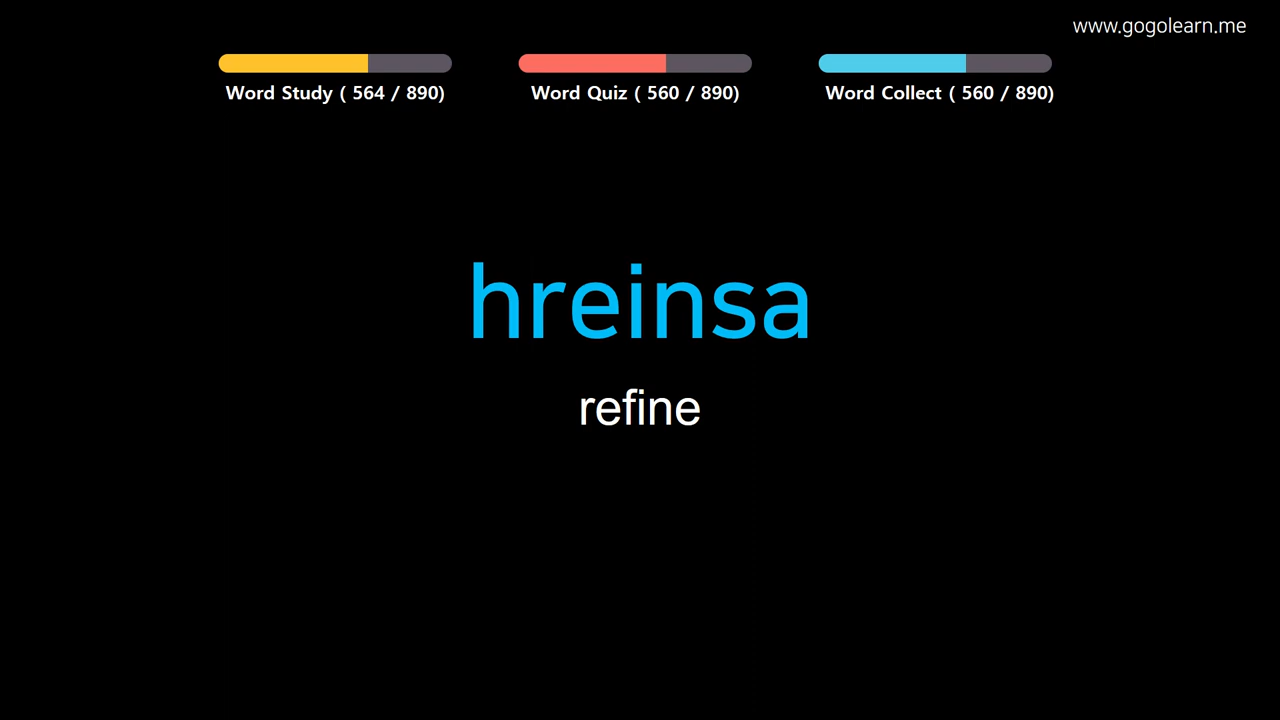 www.gogolearn.me
Word Study ( 564 / 890)
Word Quiz ( 560 / 890)
Word Collect ( 560 / 890)
hreinsa
refine